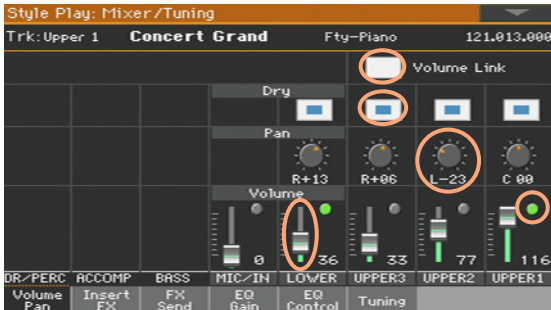 Style Play: Mixer/Tuning
Trk: Upper 1 Concert Grand Fty-Piano 121.013.000
Volume Link
Dry
Pan
R+13 R+06 L-23 C 00
Volume
0 36 33 77 116
DR/PERC ACCOMP BASS MIC/IN LOWER UPPER3 UPPER2 UPPER1
Volume Insert FX EQ EQ Tuning
Pan FX Send Gain Control